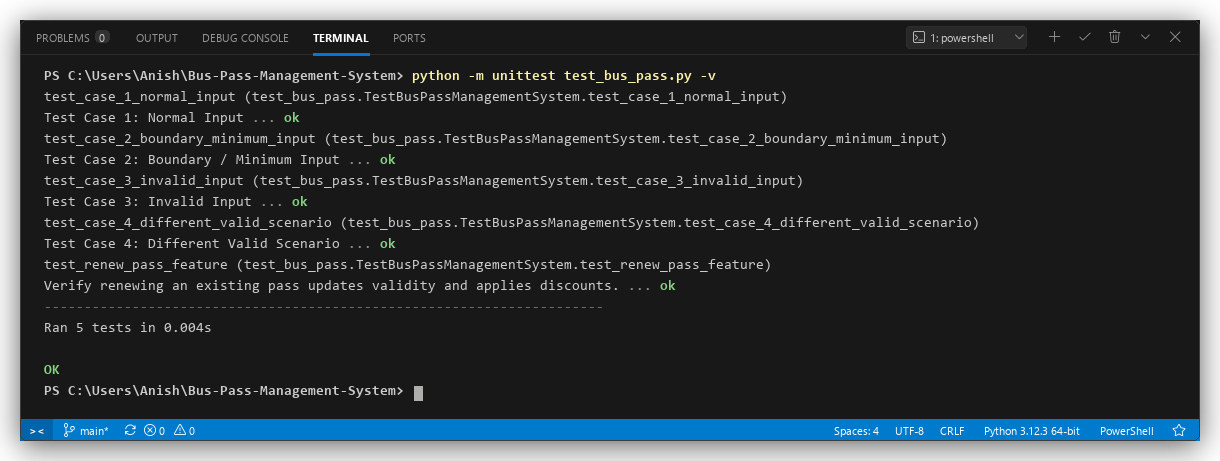 PROBLEMS 0 OUTPUT DEBUG CONSOLE TERMINAL PORTS 1: powershell
PS C:\Users\Anish\Bus-Pass-Management-System> python -m unittest test_bus_pass.py -v
test_case_1_normal_input (test_bus_pass.TestBusPassManagementSystem.test_case_1_normal_input)
Test Case 1: Normal Input ... ok
test_case_2_boundary_minimum_input (test_bus_pass.TestBusPassManagementSystem.test_case_2_boundary_minimum_input)
Test Case 2: Boundary / Minimum Input ... ok
test_case_3_invalid_input (test_bus_pass.TestBusPassManagementSystem.test_case_3_invalid_input)
Test Case 3: Invalid Input ... ok
test_case_4_different_valid_scenario (test_bus_pass.TestBusPassManagementSystem.test_case_4_different_valid_scenario)
Test Case 4: Different Valid Scenario ... ok
test_renew_pass_feature (test_bus_pass.TestBusPassManagementSystem.test_renew_pass_feature)
Verify renewing an existing pass updates validity and applies discounts. ... ok
----------------------------------------------------------------------
Ran 5 tests in 0.004s
OK
PS C:\Users\Anish\Bus-Pass-Management-System>
>< main* 0 0 Spaces: 4 UTF-8 CRLF Python 3.12.3 64-bit PowerShell